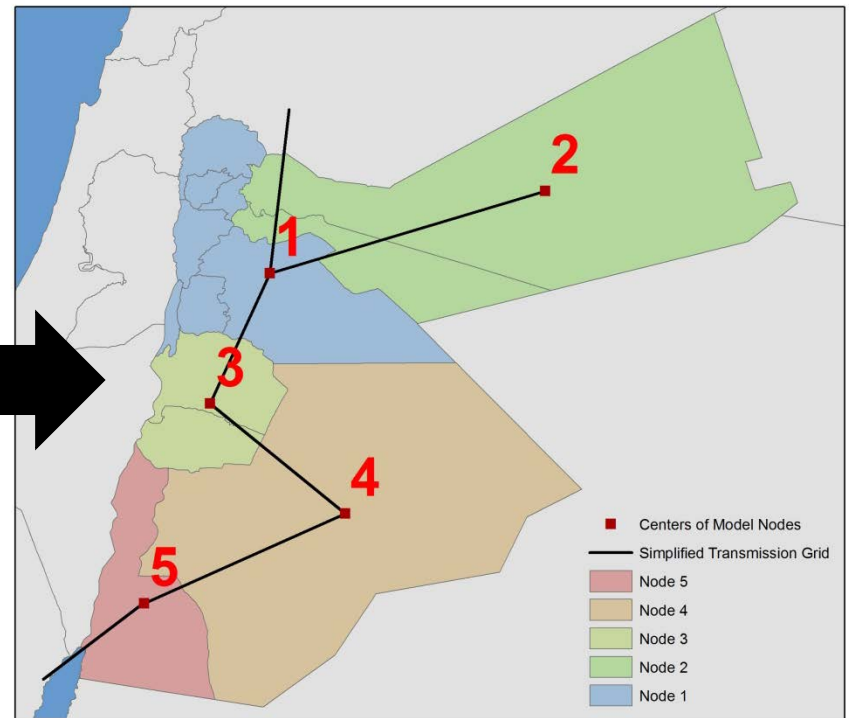 2
1
3
4
5
Centers of Model Nodes
Simplified Transmission Grid
Node 5
Node 4
Node 3
Node 2
Node 1